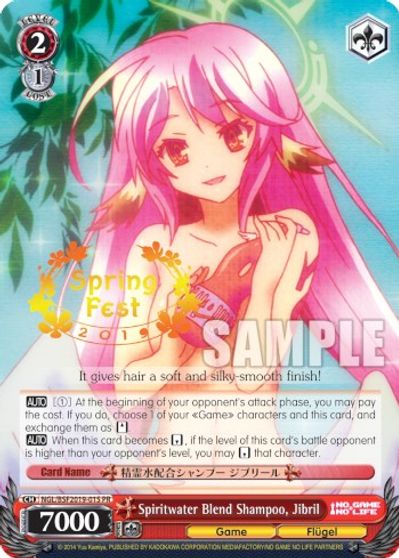 LEVEL
2
1
COST
Spring
Fest
2019
SAMPLE
It gives hair a soft and silky-smooth finish!
AUTO [(1)] At the beginning of your opponent's attack phase, you may pay
the cost. If you do, choose 1 of your «Game» characters and this card, and
exchange them as [ ]
AUTO When this card becomes [ ], if the level of this card's battle opponent
is higher than your opponent's level, you may [ ] that character.
Card Name 精霊水配合シャンプー ジブリール
CH NGL/BSF2019-01S PR
7000
Spiritwater Blend Shampoo, Jibril
NO GAME
NO LIFE
Game Flügel
© 2014 Yuu Kamiya, PUBLISHED BY KADOKAWA CORPORATION MEDIAFACTORY/NO GAME NO LIFE PARTNERS